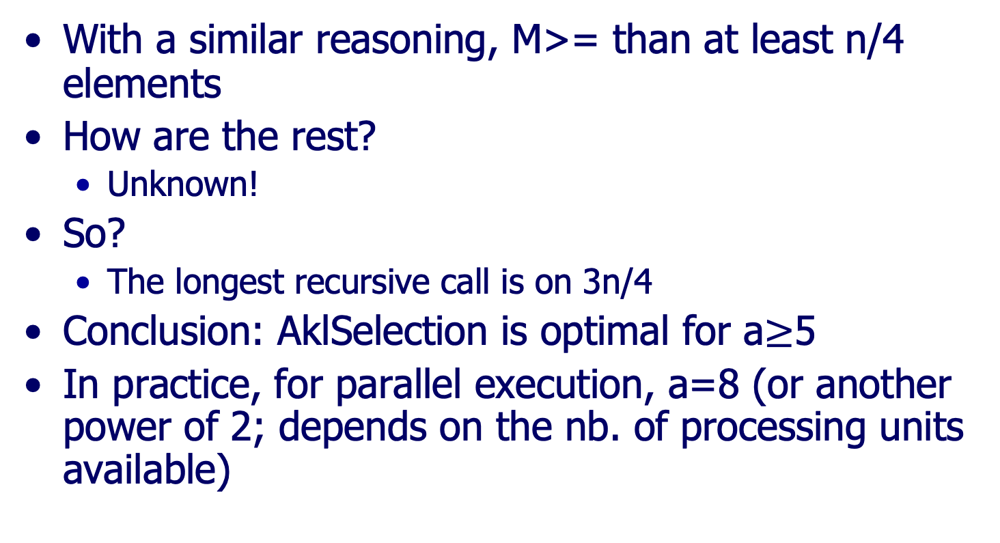 • With a similar reasoning, M>= than at least n/4
elements
• How are the rest?
• Unknown!
• So?
• The longest recursive call is on 3n/4
• Conclusion: AklSelection is optimal for a≥5
• In practice, for parallel execution, a=8 (or another
power of 2; depends on the nb. of processing units
available)